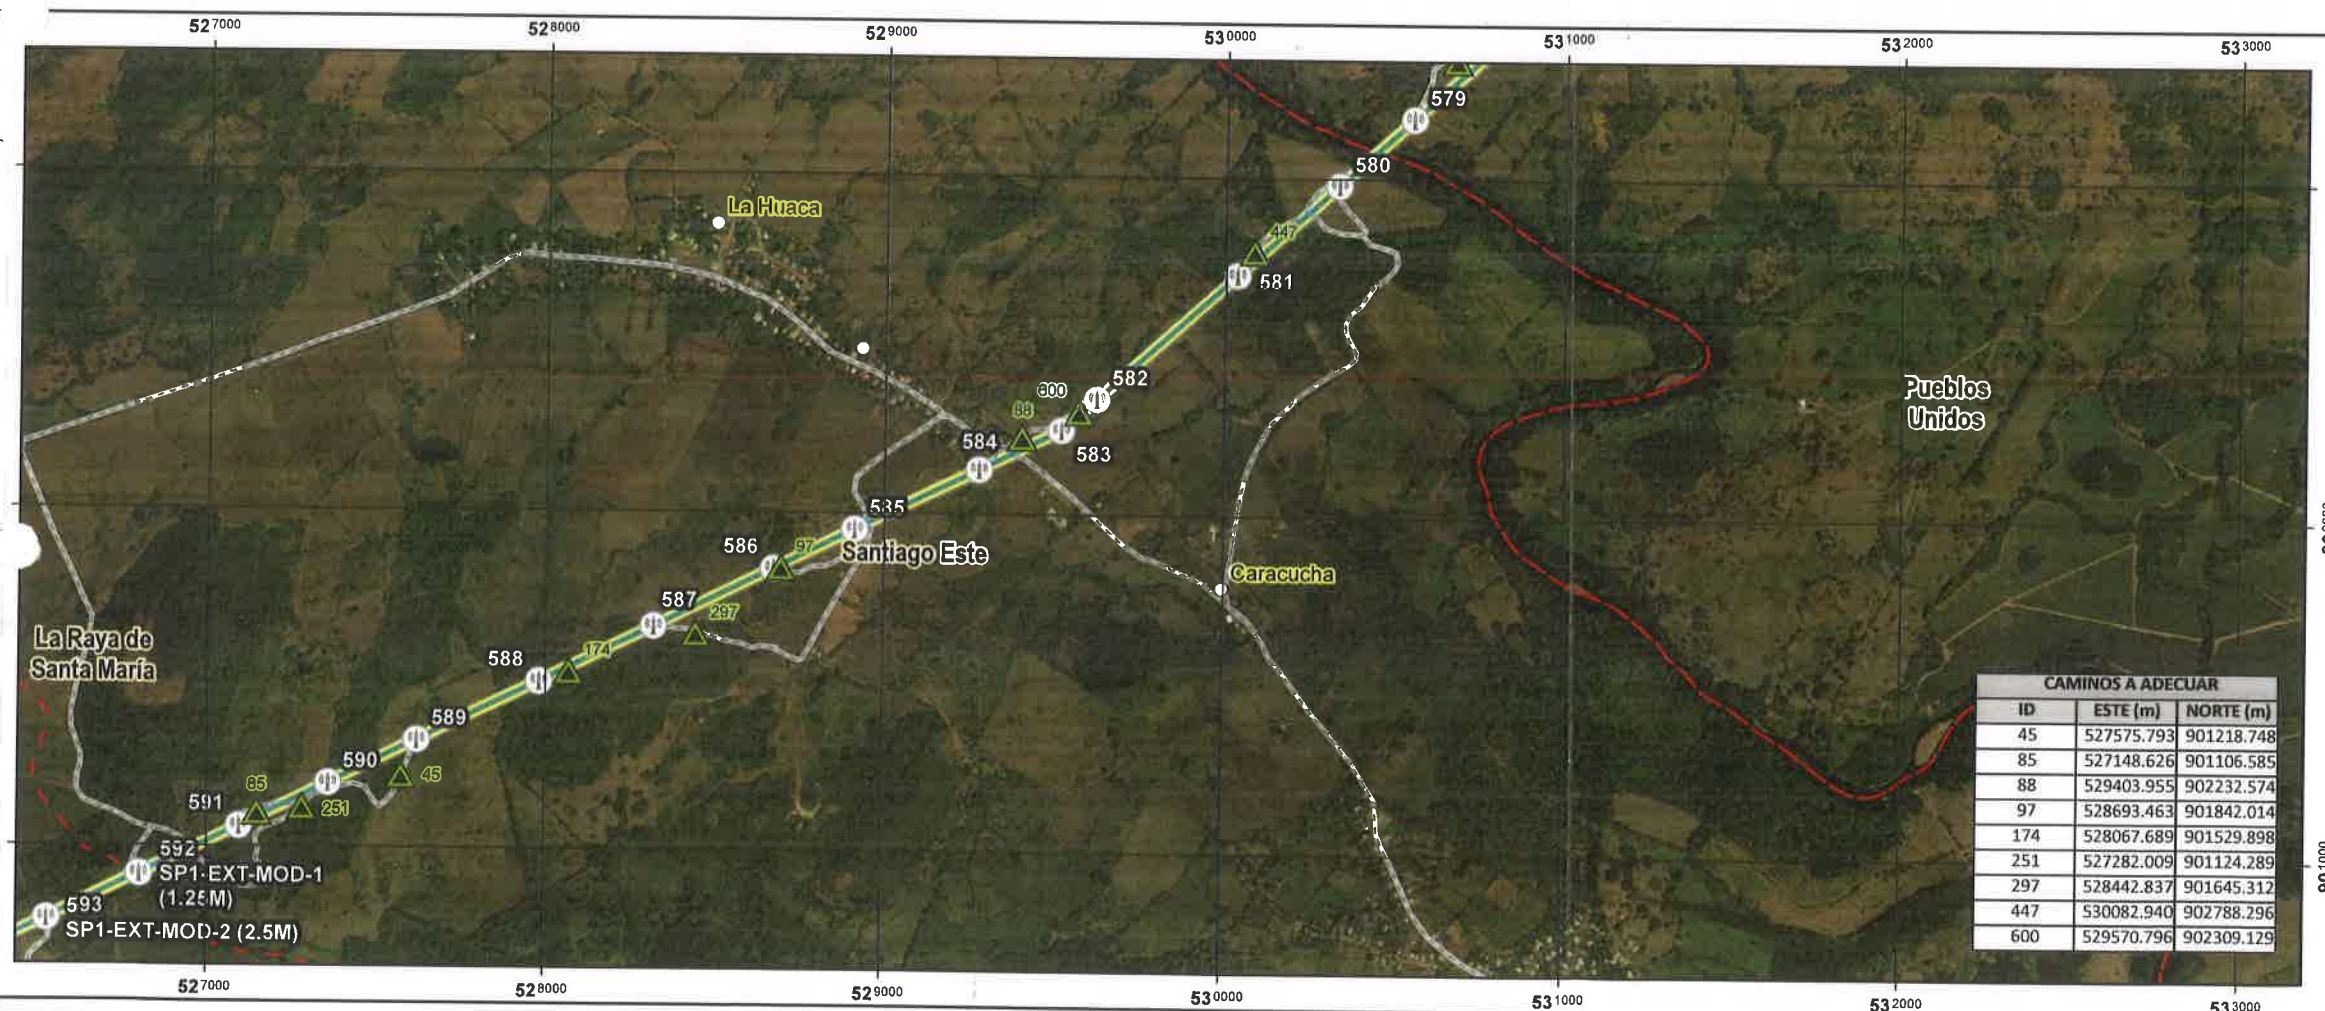 527000 528000 529000 530000 531000 532000 533000
579
580
La Huaca
447
581
582
600
Pueblos
Unidos
88
584
583
585
586
97
Santiago Este
Caracucha
587
297
La Raya de
Santa María
174
588
589
590
45
85
591
251
592
SP1-EXT-MOD-1
(1.25M)
593
SP1-EXT-MOD-2 (2.5M)
CAMINOS A ADECUAR
ID ESTE (m) NORTE (m)
45 527575.793 901218.748
85 527148.626 901106.585
88 529403.955 902232.574
97 528693.463 901842.014
174 528067.689 901529.898
251 527282.009 901124.289
297 528442.837 901645.312
447 530082.940 902788.296
600 529570.796 902309.129
901000
527000 528000 529000 530000 531000 532000 533000